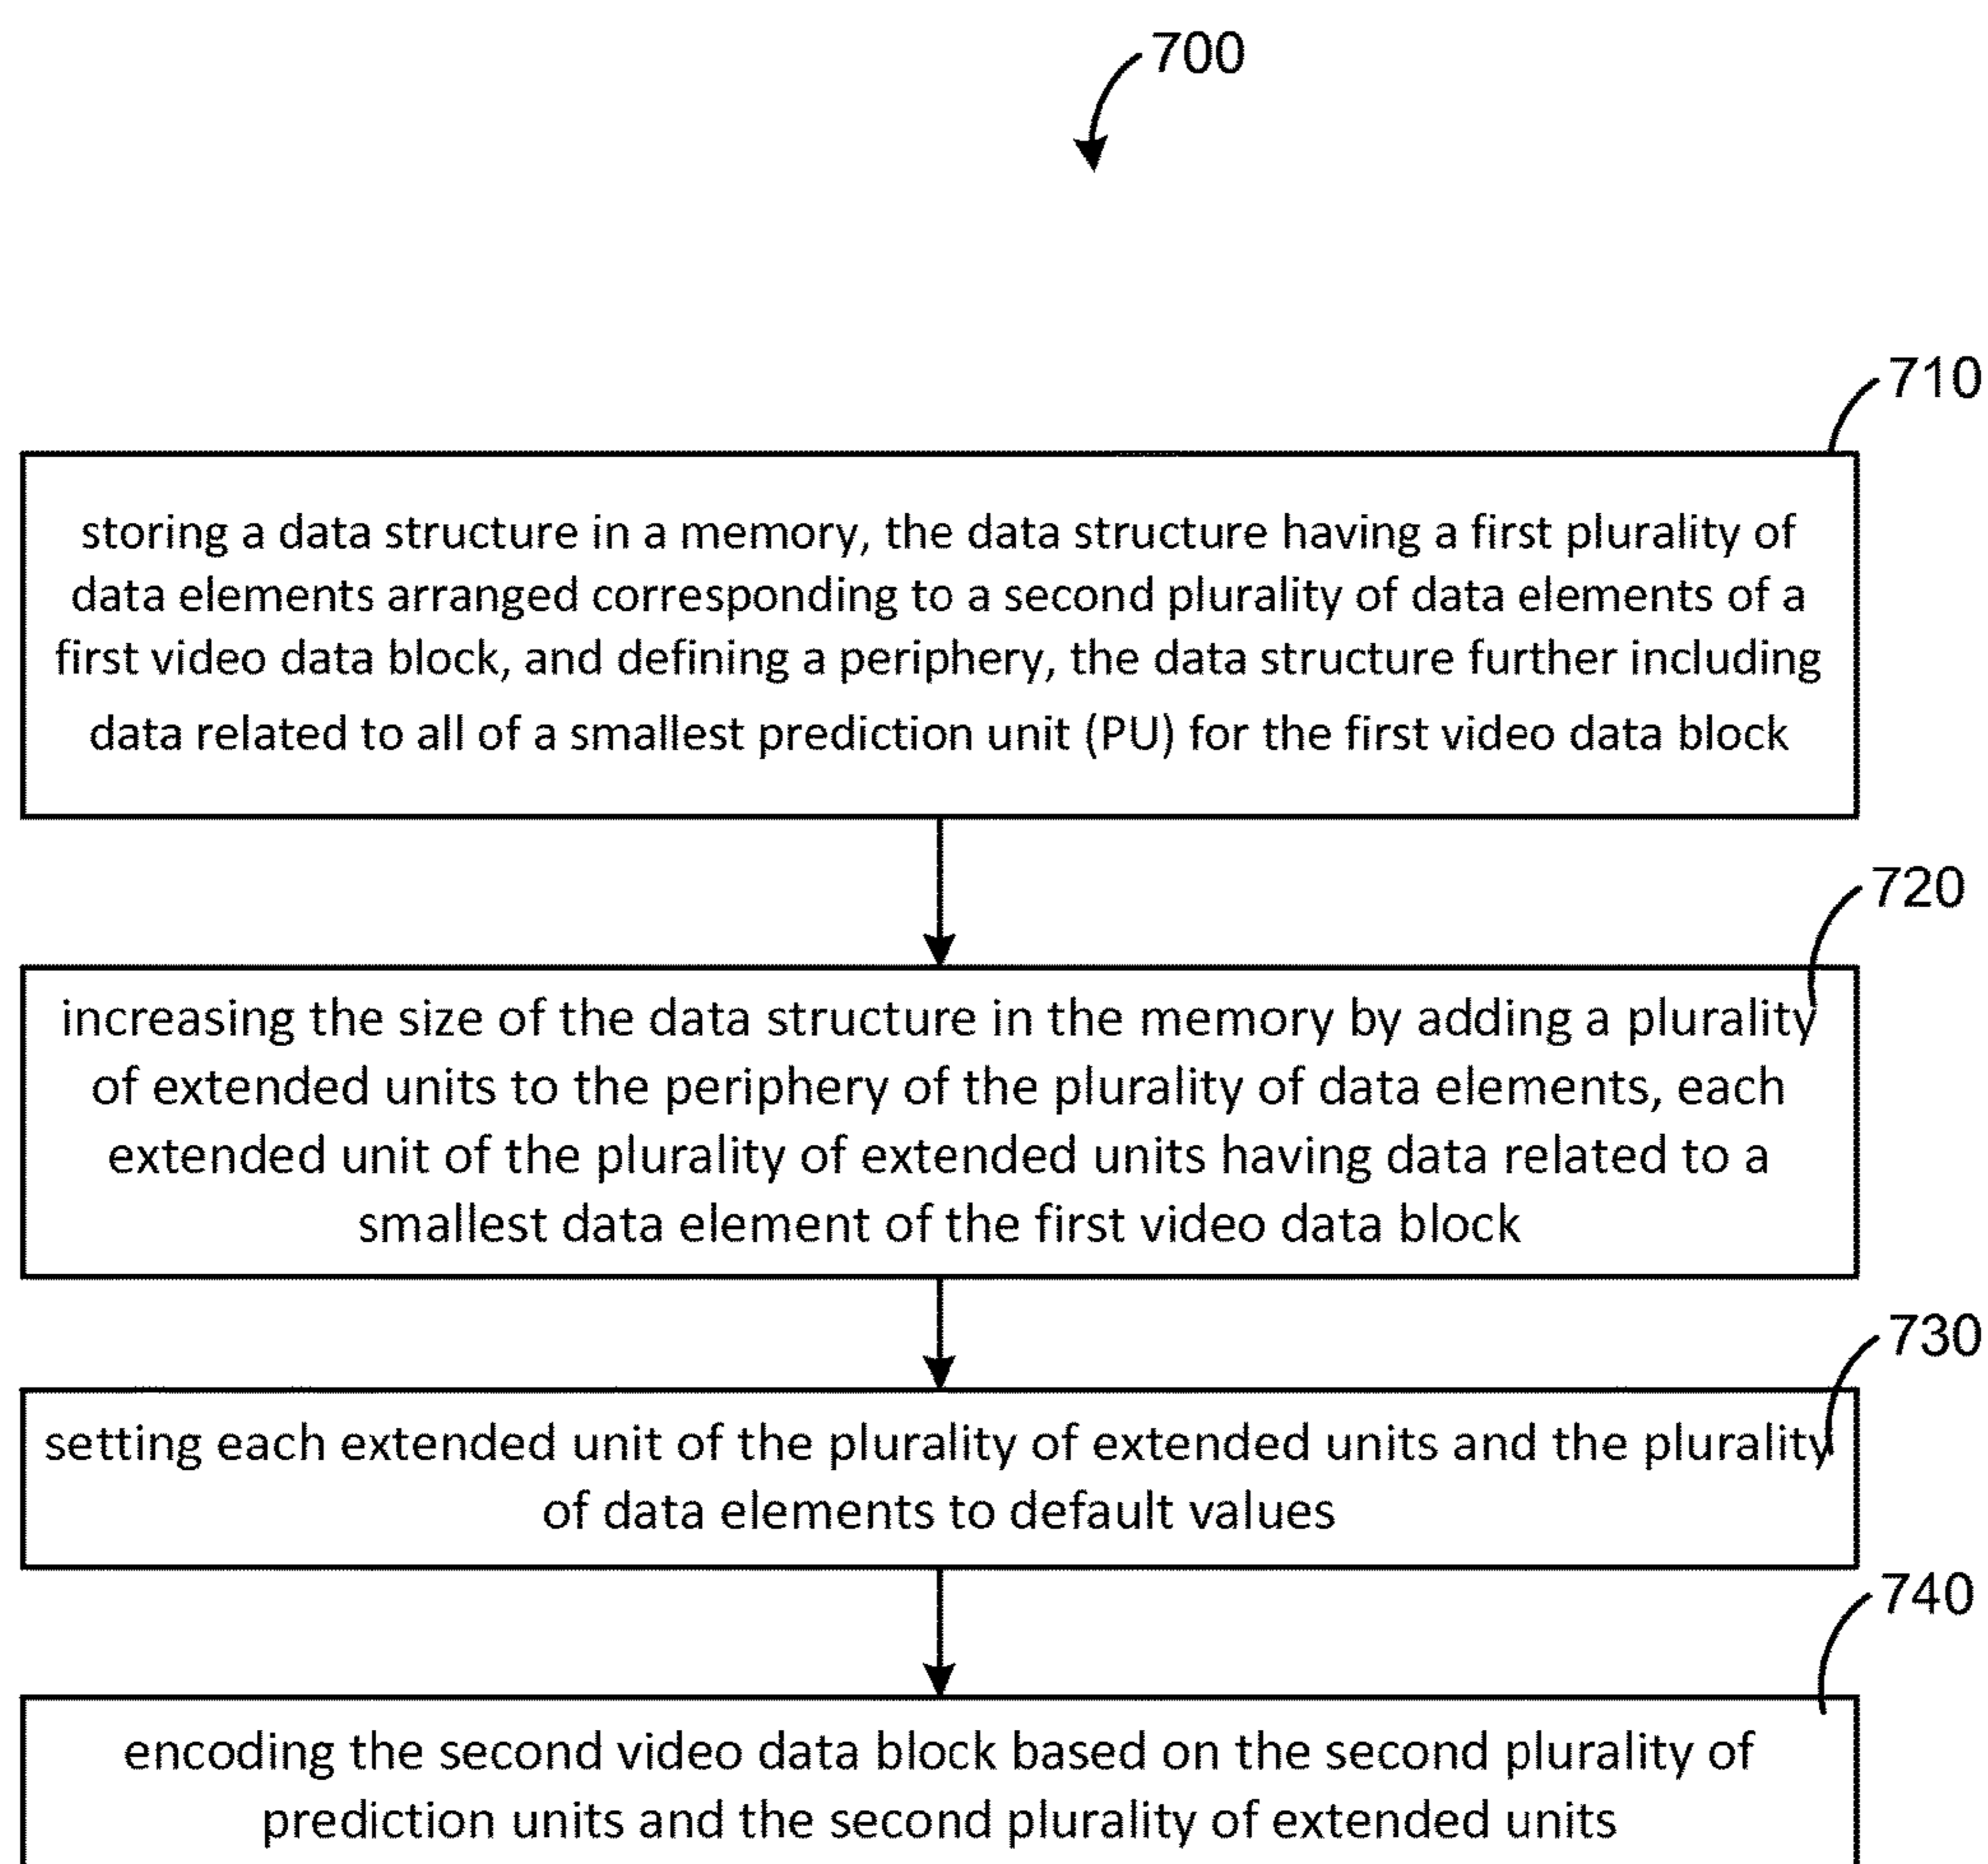 700
710
storing a data structure in a memory, the data structure having a first plurality of
data elements arranged corresponding to a second plurality of data elements of a
first video data block, and defining a periphery, the data structure further including
data related to all of a smallest prediction unit (PU) for the first video data block
720
increasing the size of the data structure in the memory by adding a plurality
of extended units to the periphery of the plurality of data elements, each
extended unit of the plurality of extended units having data related to a
smallest data element of the first video data block
730
setting each extended unit of the plurality of extended units and the plurality
of data elements to default values
740
encoding the second video data block based on the second plurality of
prediction units and the second plurality of extended units